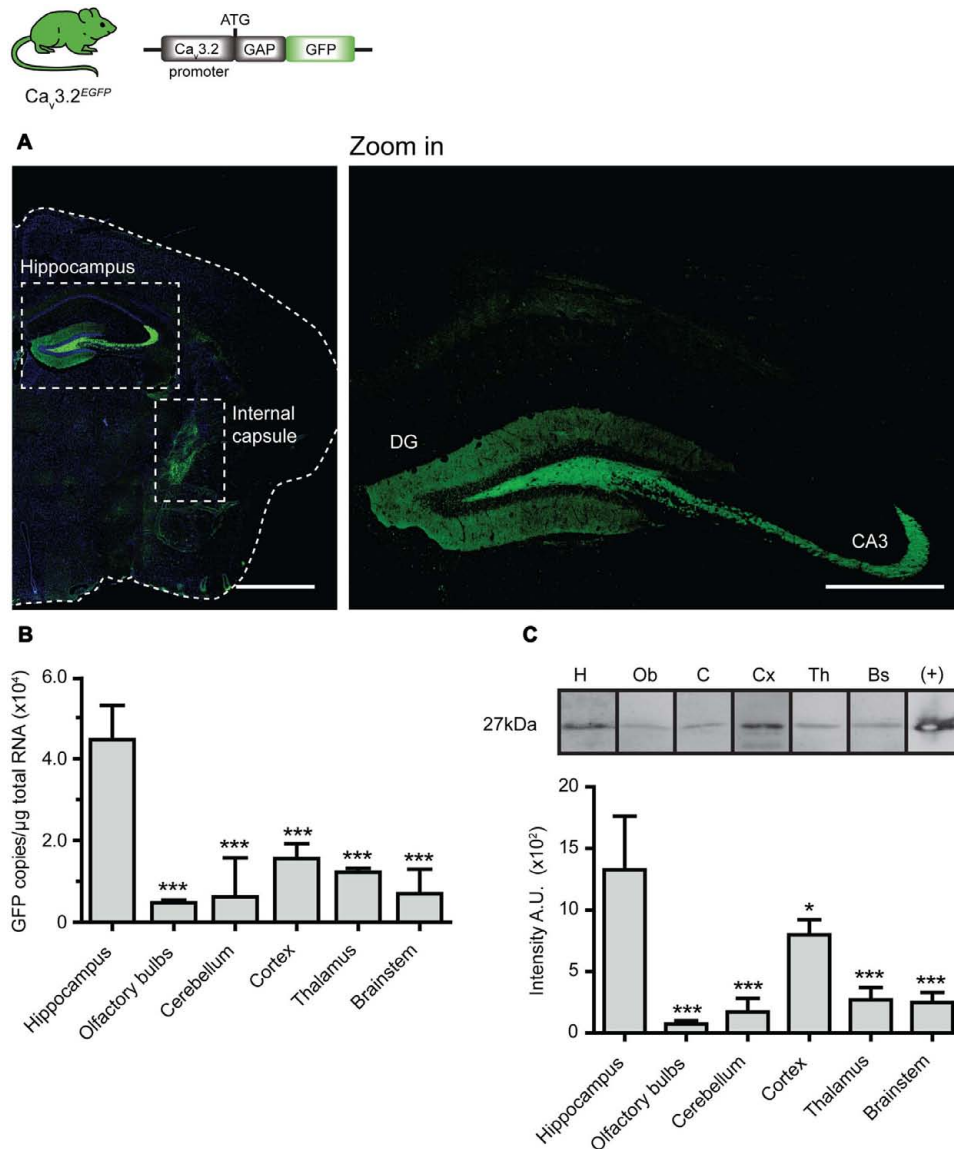 ATG
Cav3.2 GAP GFP
promoter
Cav3.2EGFP
A
Zoom in
Hippocampus
Internal
capsule
DG
CA3
B
GFP copies/µg total RNA (x10⁴)
6.0
4.0
2.0
0
***
***
***
***
***
Hippocampus
Olfactory bulbs
Cerebellum
Cortex
Thalamus
Brainstem
C
H Ob C Cx Th Bs (+)
27kDa
Intensity A.U. (x10²)
20
15
10
5
0
***
***
*
***
***
Hippocampus
Olfactory bulbs
Cerebellum
Cortex
Thalamus
Brainstem